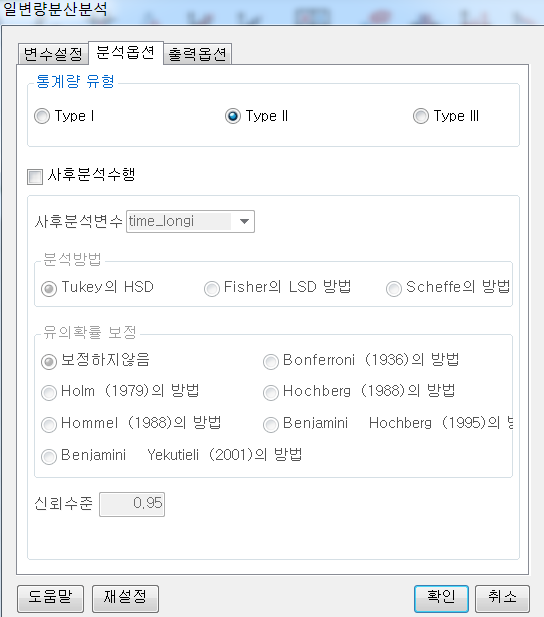 일변량분산분석
변수설정 분석옵션 출력옵션
통계량 유형
Type I Type II Type III
사후분석수행
사후분석변수 time_longi
분석방법
Tukey의 HSD Fisher의 LSD 방법 Scheffe의 방법
유의확률 보정
보정하지않음 Bonferroni (1936)의 방법
Holm (1979)의 방법 Hochberg (1988)의 방법
Hommel (1988)의 방법 Benjamini Hochberg (1995)의
Benjamini Yekutieli (2001)의 방법
신뢰수준 0.95
도움말 재설정 확인 취소